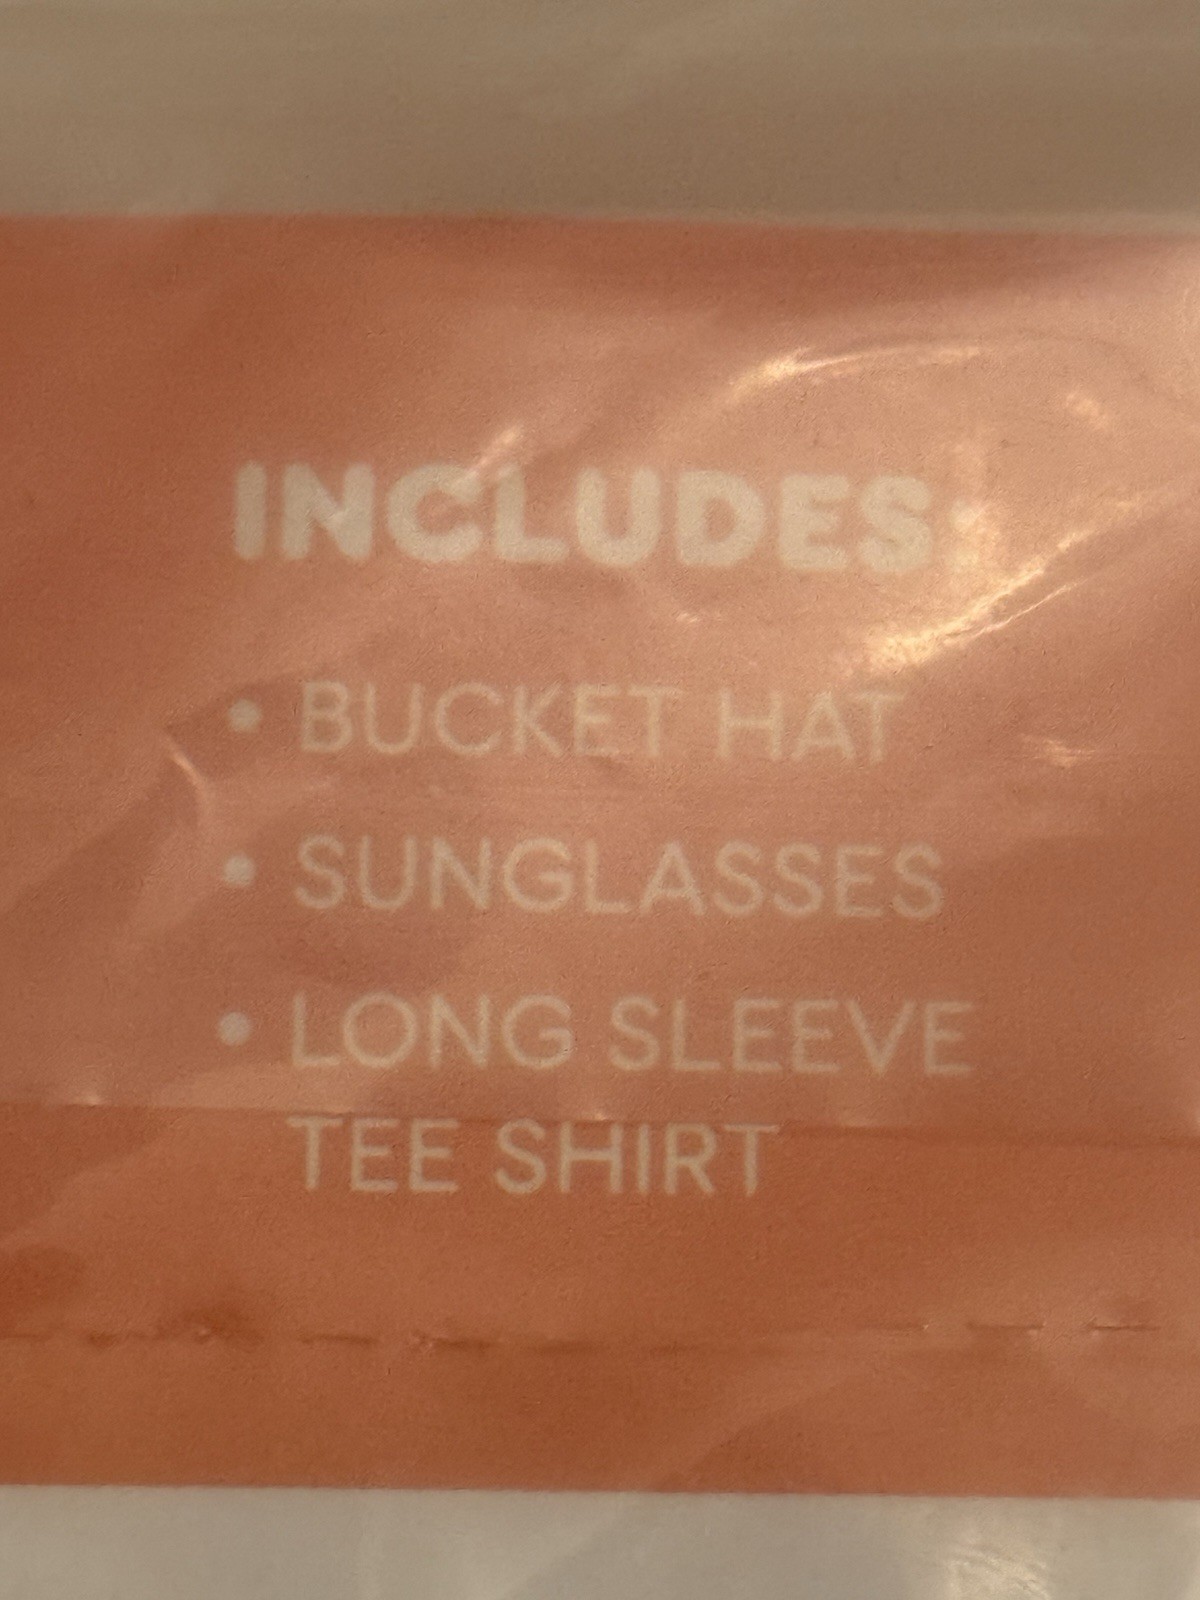 INCLUDES:
• BUCKET HAT
• SUNGLASSES
• LONG SLEEVE
TEE SHIRT